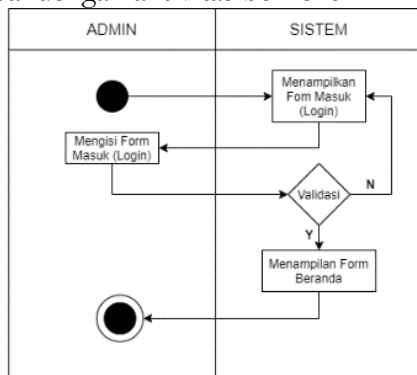 ADMIN
SISTEM
Menampilkan
Fom Masuk
(Login)
Mengisi Form
Masuk (Login)
Validasi
N
Y
Menampilan Form
Beranda